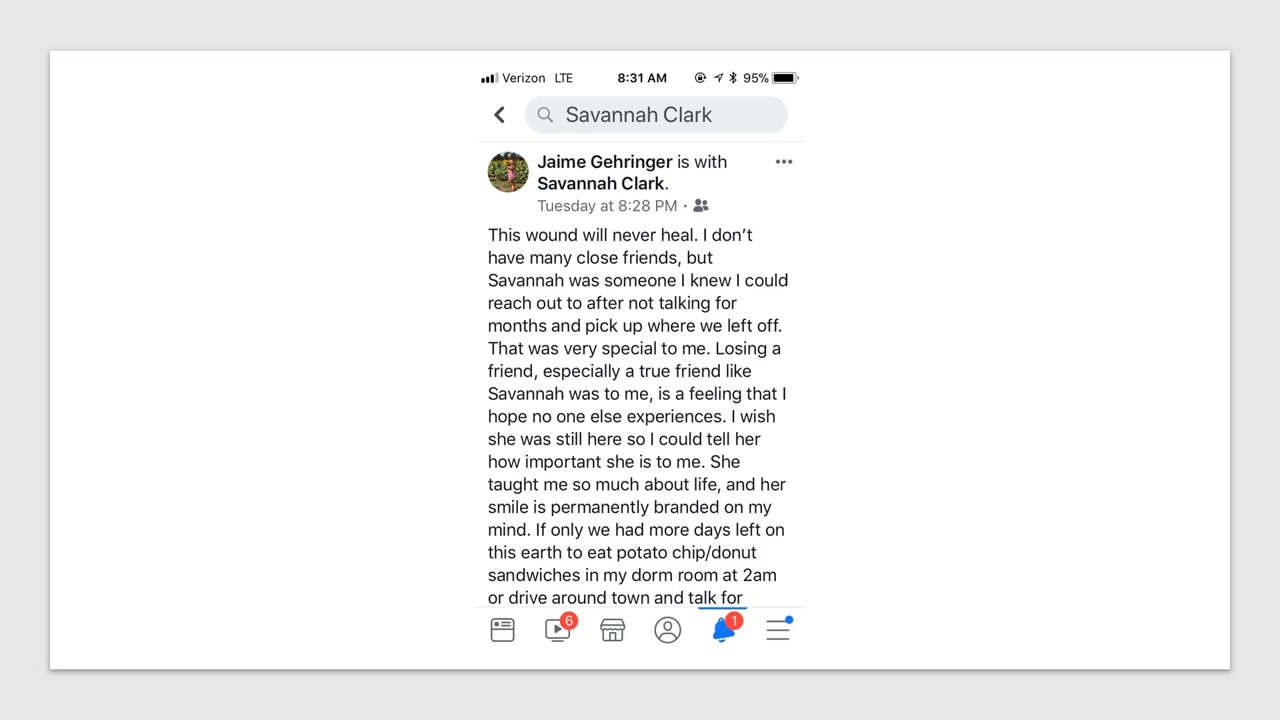 Verizon LTE 8:31 AM 95%
Savannah Clark
Jaime Gehringer is with
Savannah Clark.
Tuesday at 8:28 PM ·
This wound will never heal. I don’t
have many close friends, but
Savannah was someone I knew I could
reach out to after not talking for
months and pick up where we left off.
That was very special to me. Losing a
friend, especially a true friend like
Savannah was to me, is a feeling that I
hope no one else experiences. I wish
she was still here so I could tell her
how important she is to me. She
taught me so much about life, and her
smile is permanently branded on my
mind. If only we had more days left on
this earth to eat potato chip/donut
sandwiches in my dorm room at 2am
or drive around town and talk for
6 1